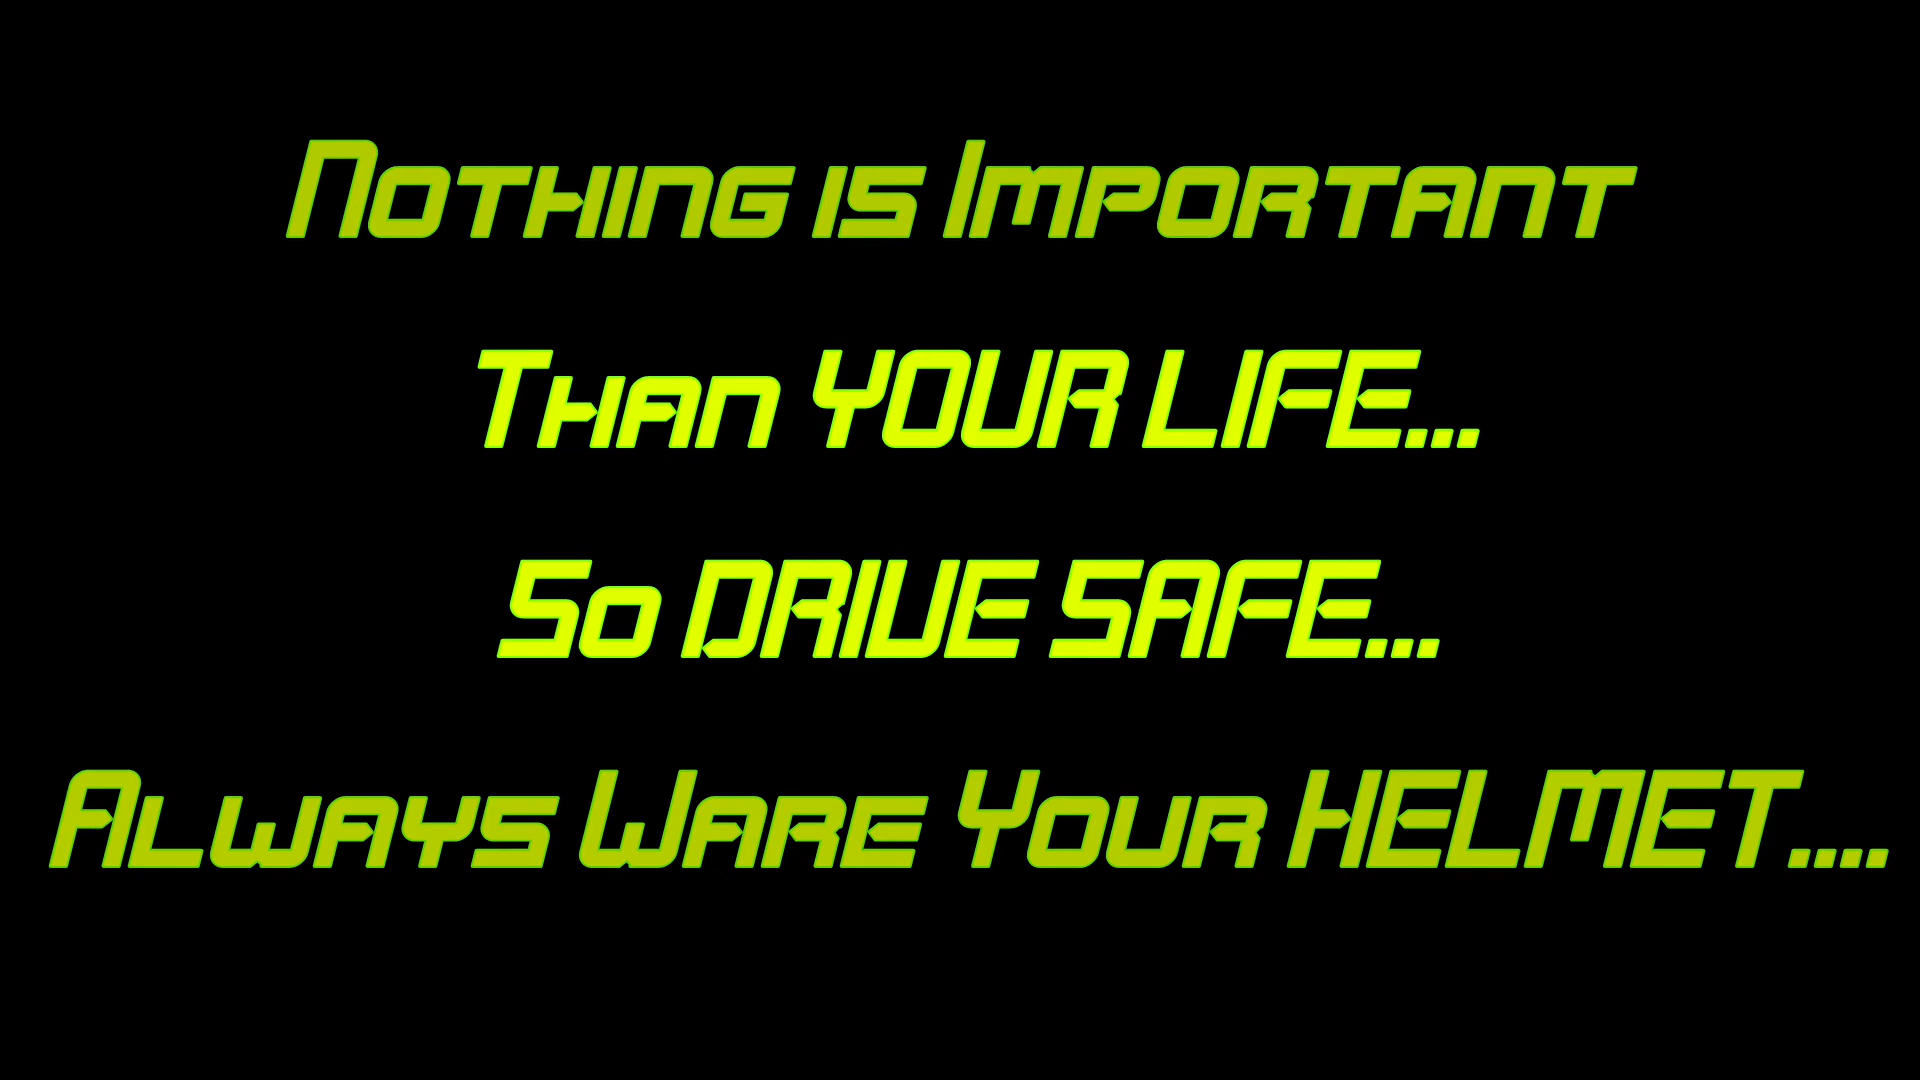 Nothing is Important
Than YOUR LIFE...
So DRIVE SAFE...
Always Ware Your HELMET....